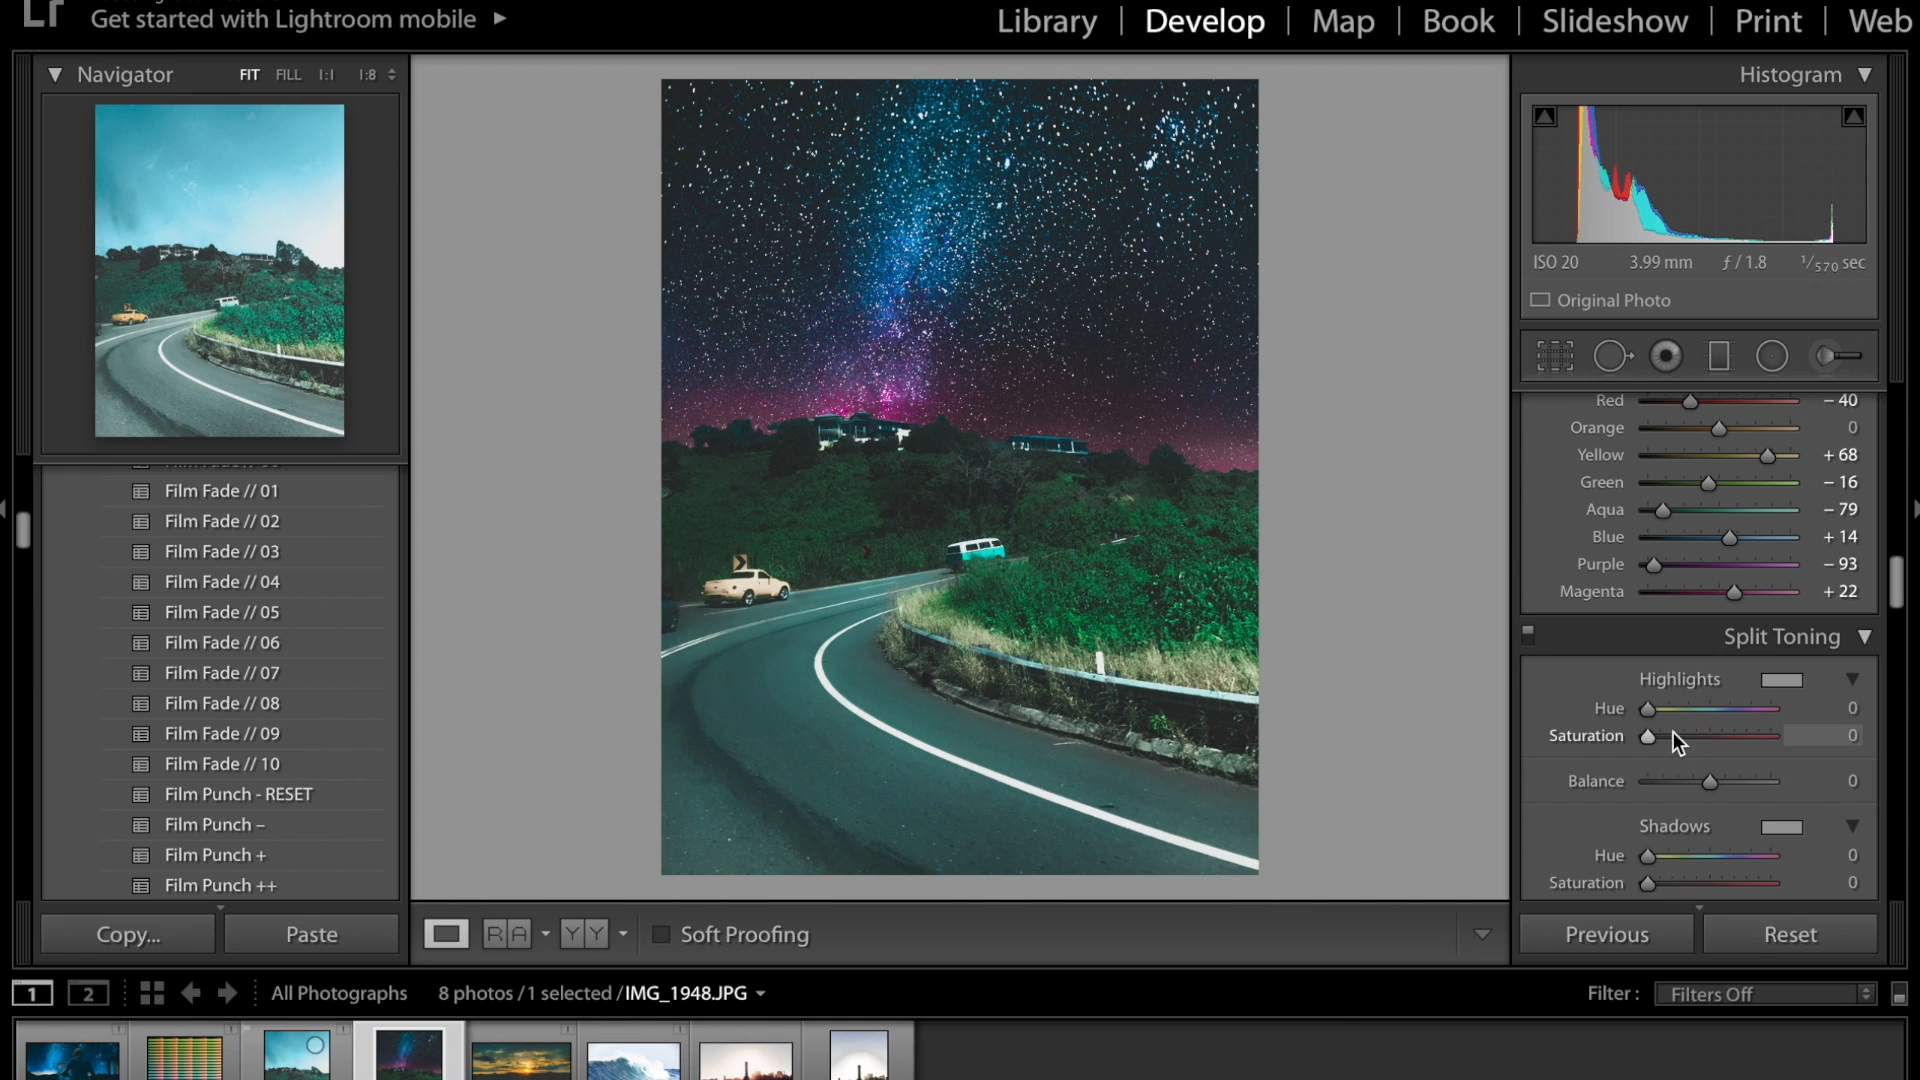 Lr
Get started with Lightroom mobile
Library | Develop | Map | Book | Slideshow | Print | Web
Navigator FIT FILL 1:1 1:8
Film Fade // 01
Film Fade // 02
Film Fade // 03
Film Fade // 04
Film Fade // 05
Film Fade // 06
Film Fade // 07
Film Fade // 08
Film Fade // 09
Film Fade // 10
Film Punch - RESET
Film Punch –
Film Punch +
Film Punch ++
Copy... Paste
R A Y Y Soft Proofing
Histogram
ISO 20 3.99 mm ƒ / 1.8 1/570 sec
Original Photo
Red – 40
Orange 0
Yellow + 68
Green – 16
Aqua – 79
Blue + 14
Purple – 93
Magenta + 22
Split Toning
Highlights
Hue 0
Saturation 0
Balance 0
Shadows
Hue 0
Saturation 0
Previous Reset
1 2 All Photographs 8 photos / 1 selected / IMG_1948.JPG Filter : Filters Off